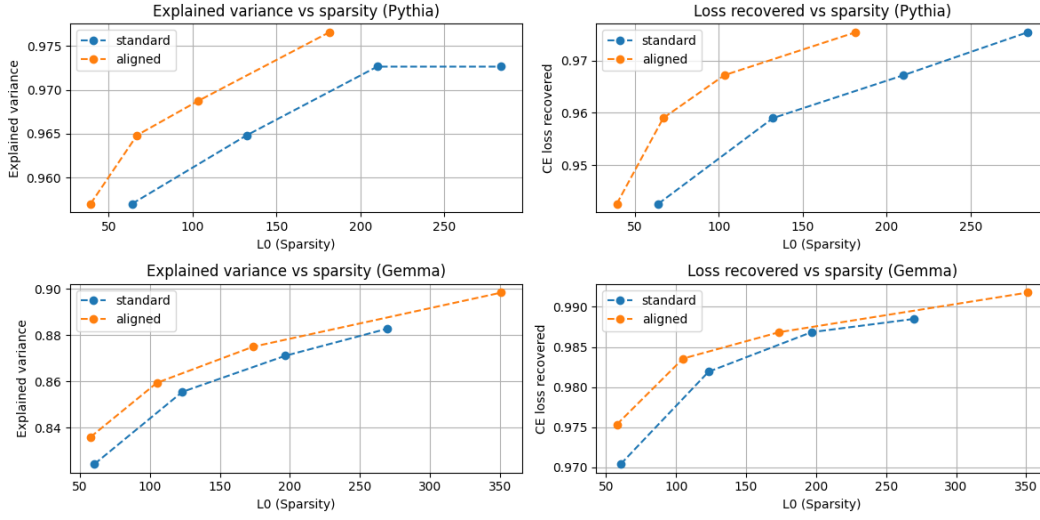 Explained variance vs sparsity (Pythia)
Explained variance
0.975
0.970
0.965
0.960
standard
aligned
50 100 150 200 250
L0 (Sparsity)
Loss recovered vs sparsity (Pythia)
CE loss recovered
0.97
0.96
0.95
standard
aligned
50 100 150 200 250
L0 (Sparsity)
Explained variance vs sparsity (Gemma)
Explained variance
0.90
0.88
0.86
0.84
standard
aligned
50 100 150 200 250 300 350
L0 (Sparsity)
Loss recovered vs sparsity (Gemma)
CE loss recovered
0.990
0.985
0.980
0.975
0.970
standard
aligned
50 100 150 200 250 300 350
L0 (Sparsity)